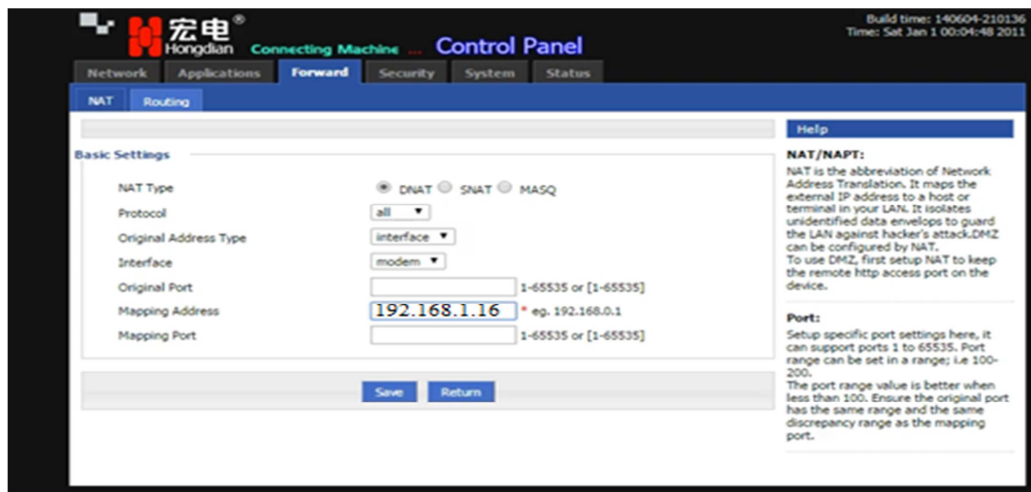 宏电®
Hongdian Connecting Machine ... Control Panel
Build time: 140604-210136
Time: Sat Jan 1 00:04:48 2011
Network Applications Forward Security System Status
NAT Routing
Basic Settings
NAT Type DNAT SNAT MASQ
Protocol all
Original Address Type interface
Interface modem
Original Port 1-65535 or [1-65535]
Mapping Address 192.168.1.16 * eg. 192.168.0.1
Mapping Port 1-65535 or [1-65535]
Save Return
Help
NAT/NAPT:
NAT is the abbreviation of Network
Address Translation. It maps the
external IP address to a host or
terminal in your LAN. It isolates
unidentified data envelops to guard
the LAN against hacker's attack.DMZ
can be configured by NAT.
To use DMZ, first setup NAT to keep
the remote http access port on the
device.
Port:
Setup specific port settings here, it
can support ports 1 to 65535. Port
range can be set in a range; i.e 100-
200.
The port range value is better when
less than 100. Ensure the original port
has the same range and the same
discrepancy range as the mapping
port.